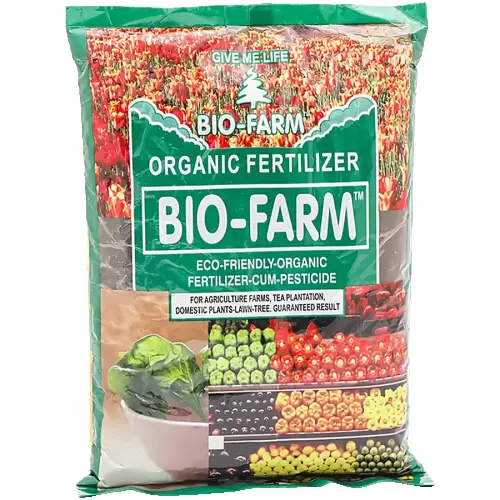 GIVE ME LIFE
BIO-FARM
ORGANIC FERTILIZER
BIO-FARM™
ECO-FRIENDLY-ORGANIC
FERTILIZER-CUM-PESTICIDE
FOR AGRICULTURE FARMS, TEA PLANTATION,
DOMESTIC PLANTS-LAWN-TREE. GUARANTEED RESULT